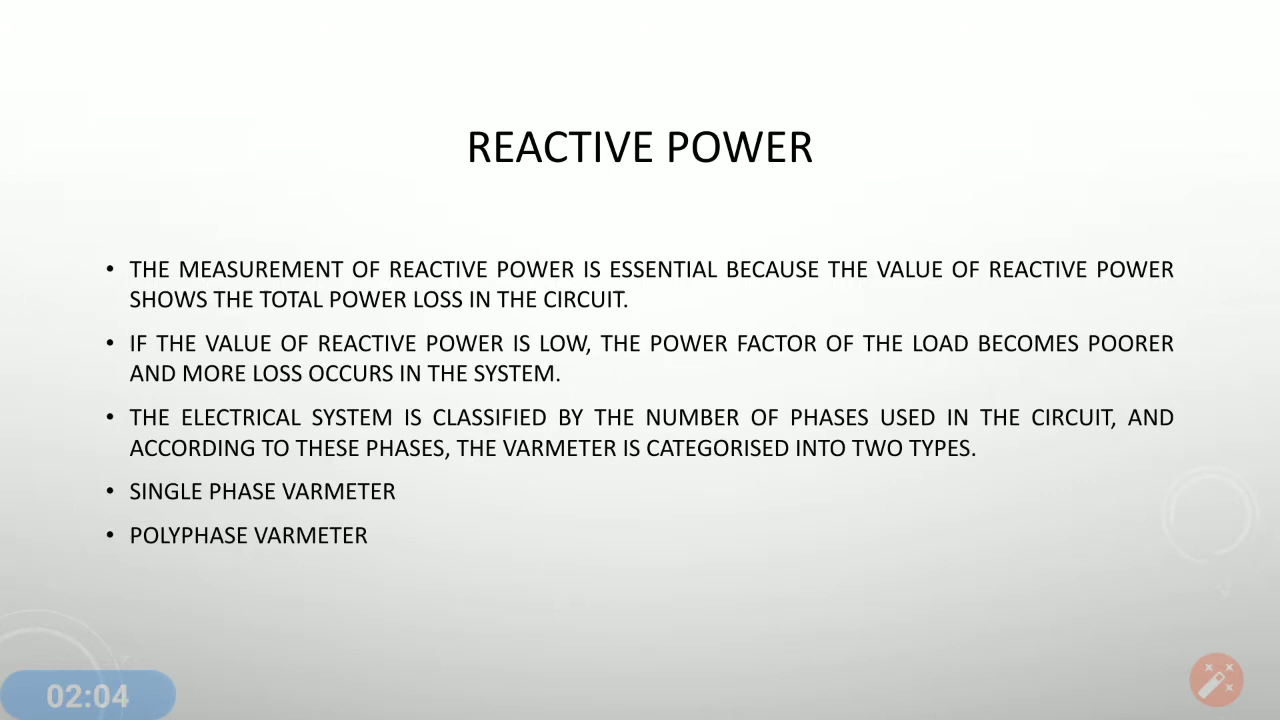 REACTIVE POWER
• THE MEASUREMENT OF REACTIVE POWER IS ESSENTIAL BECAUSE THE VALUE OF REACTIVE POWER
SHOWS THE TOTAL POWER LOSS IN THE CIRCUIT.
• IF THE VALUE OF REACTIVE POWER IS LOW, THE POWER FACTOR OF THE LOAD BECOMES POORER
AND MORE LOSS OCCURS IN THE SYSTEM.
• THE ELECTRICAL SYSTEM IS CLASSIFIED BY THE NUMBER OF PHASES USED IN THE CIRCUIT, AND
ACCORDING TO THESE PHASES, THE VARMETER IS CATEGORISED INTO TWO TYPES.
• SINGLE PHASE VARMETER
• POLYPHASE VARMETER
02:04